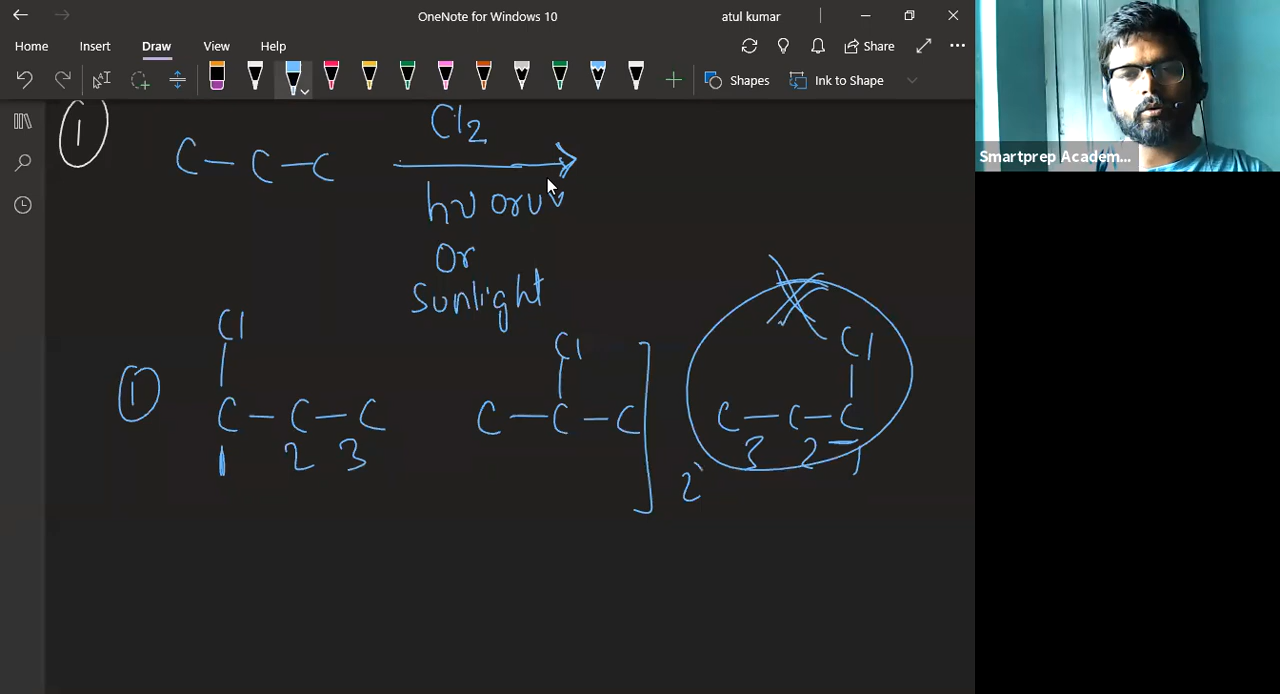 OneNote for Windows 10
atul kumar
Home Insert Draw View Help
Share
Shapes
Ink to Shape
Smartprep Academ...
1
C — C — C
Cl2
hν or uv
or
Sunlight
Cl
Cl
Cl
1
C — C — C
C — C — C
C — C — C
1 2 3
3 2 1
2